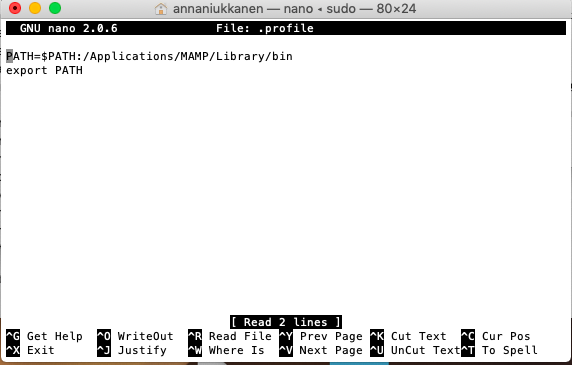 annaniukkanen — nano ◂ sudo — 80×24
GNU nano 2.0.6 File: .profile
PATH=$PATH:/Applications/MAMP/Library/bin
export PATH
[ Read 2 lines ]
^G Get Help ^O WriteOut ^R Read File ^Y Prev Page ^K Cut Text ^C Cur Pos
^X Exit ^J Justify ^W Where Is ^V Next Page ^U UnCut Text ^T To Spell